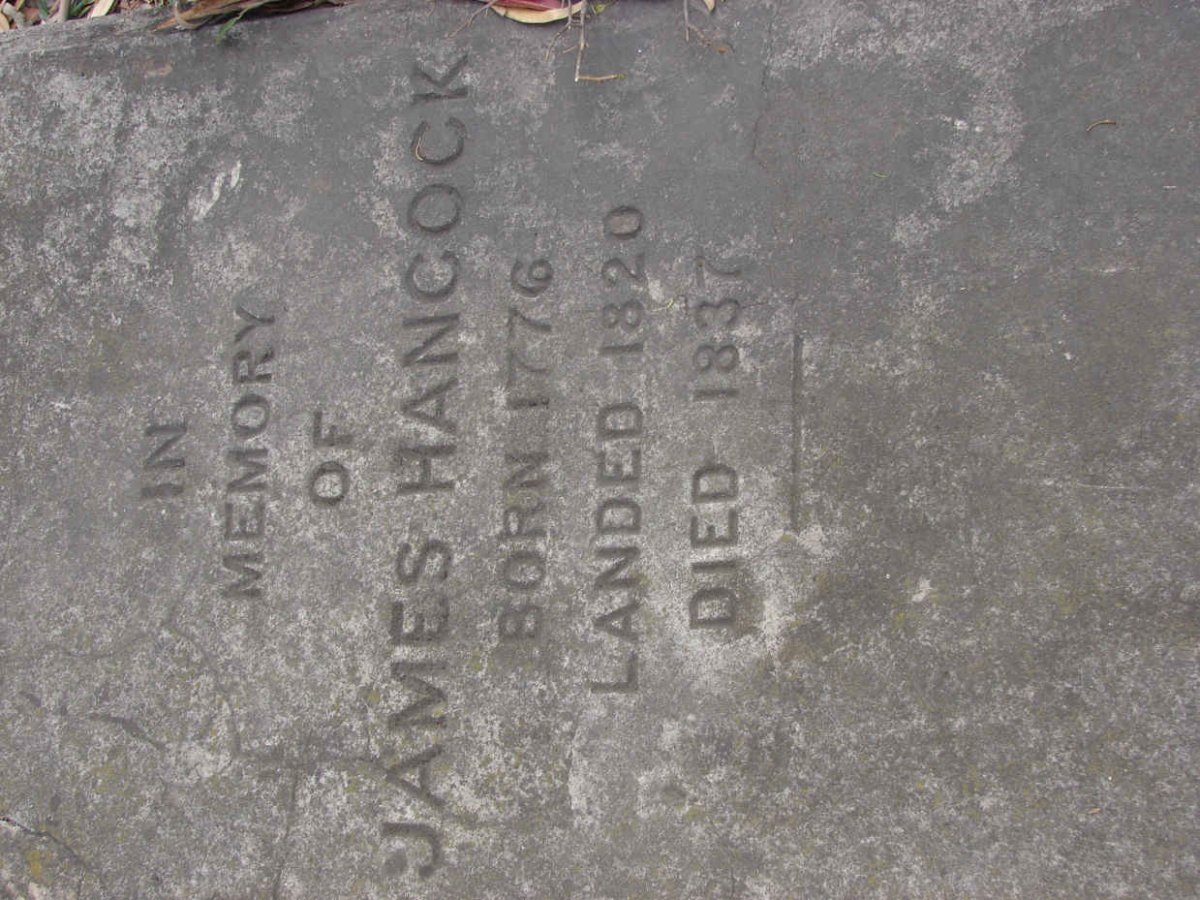 IN
MEMORY
OF
JAMES HANCOCK
BORN 1776
LANDED 1820
DIED 1837